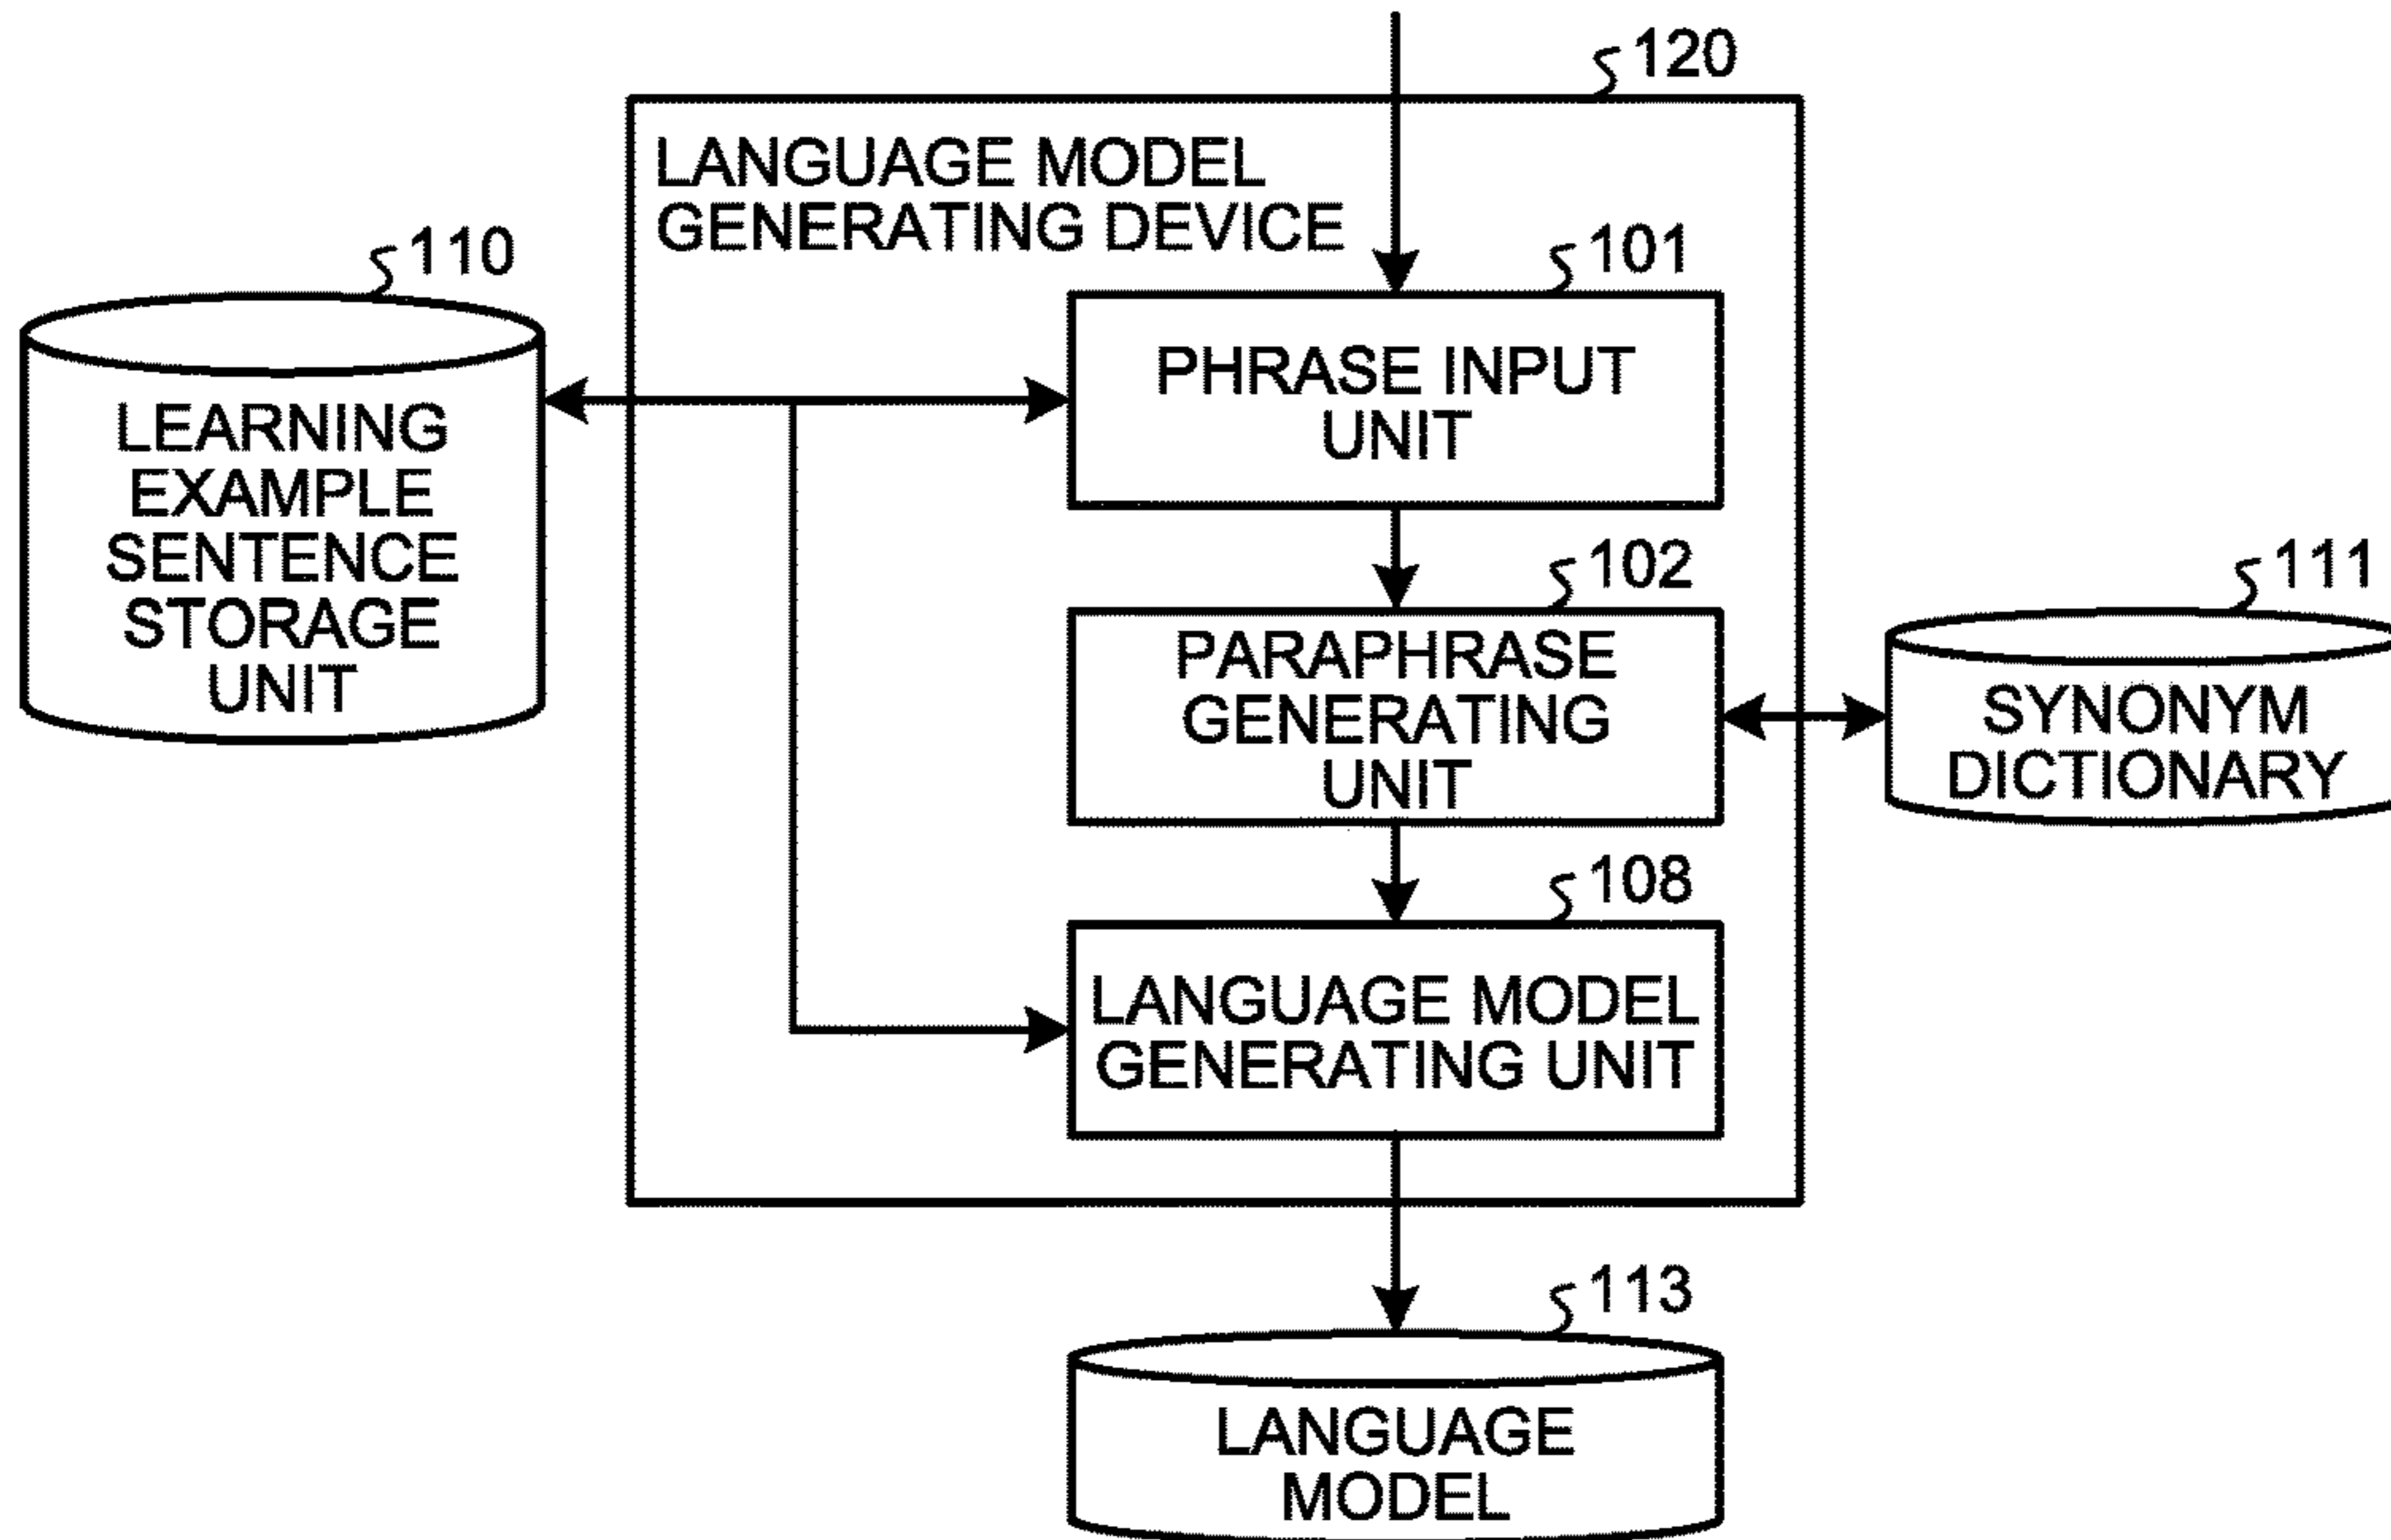 120
LANGUAGE MODEL
GENERATING DEVICE
110
101
LEARNING
EXAMPLE
SENTENCE
STORAGE
UNIT
PHRASE INPUT
UNIT
102
111
PARAPHRASE
GENERATING
UNIT
SYNONYM
DICTIONARY
108
LANGUAGE MODEL
GENERATING UNIT
113
LANGUAGE
MODEL